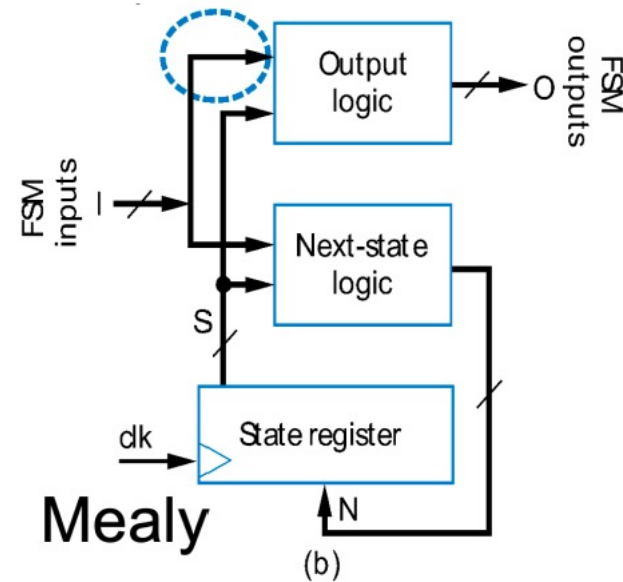 Output
logic
O
FSM
outputs
FSM
inputs
I
Next-state
logic
S
State register
clk
Mealy
N
(b)